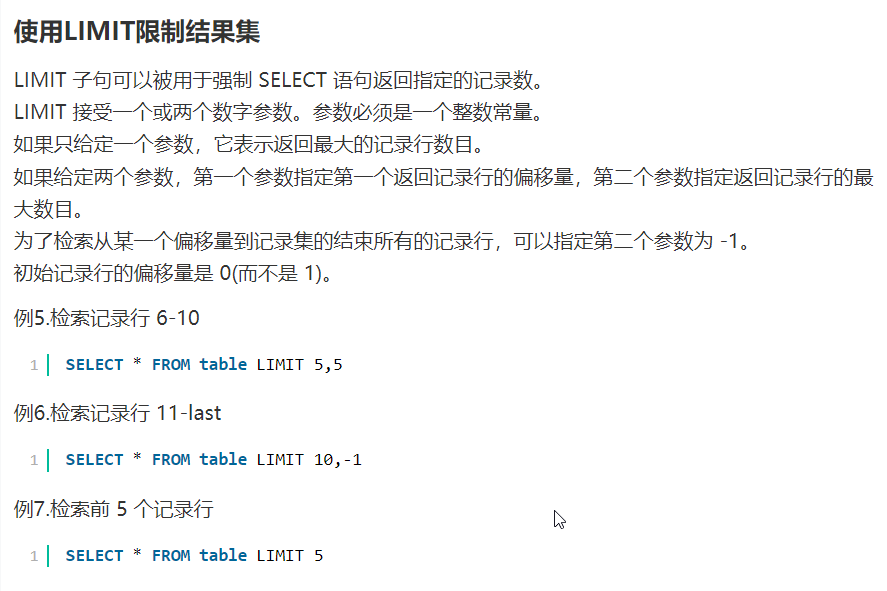 使用LIMIT限制结果集
LIMIT 子句可以被用于强制 SELECT 语句返回指定的记录数。
LIMIT 接受一个或两个数字参数。参数必须是一个整数常量。
如果只给定一个参数，它表示返回最大的记录行数目。
如果给定两个参数，第一个参数指定第一个返回记录行的偏移量，第二个参数指定返回记录行的最
大数目。
为了检索从某一个偏移量到记录集的结束所有的记录行，可以指定第二个参数为 -1。
初始记录行的偏移量是 0(而不是 1)。
例5.检索记录行 6-10
1 SELECT * FROM table LIMIT 5,5
例6.检索记录行 11-last
1 SELECT * FROM table LIMIT 10,-1
例7.检索前 5 个记录行
1 SELECT * FROM table LIMIT 5